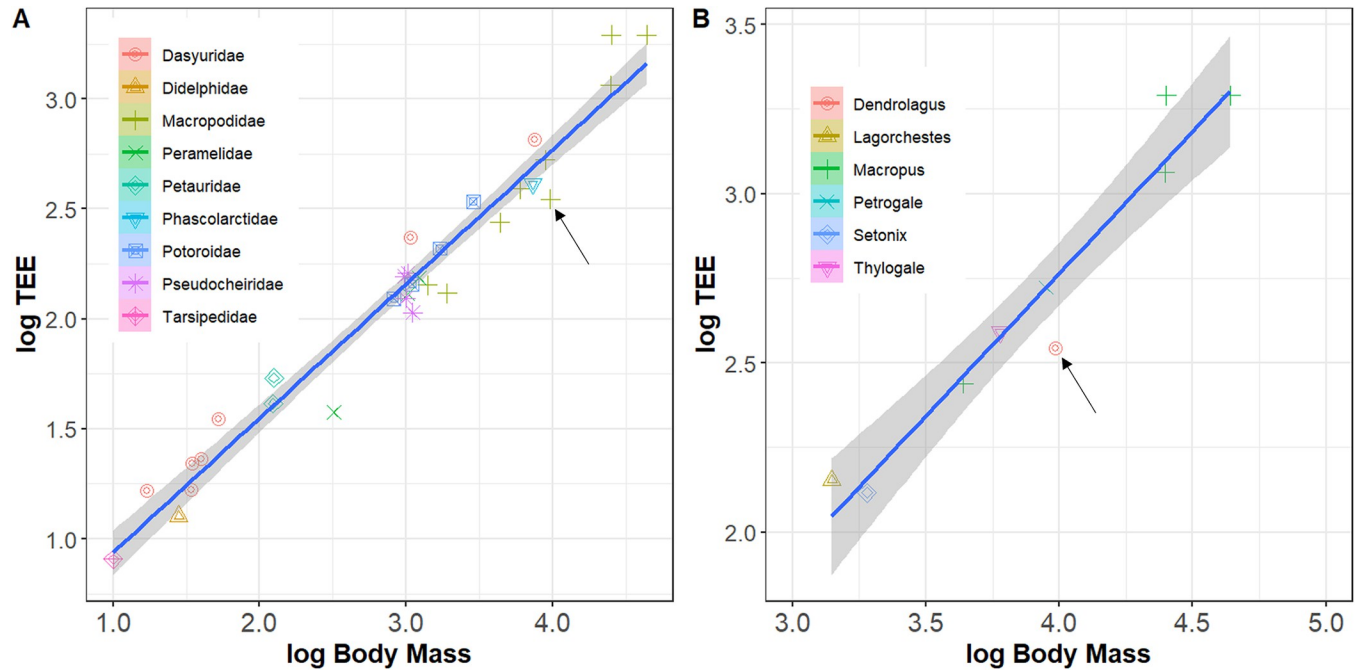 A
Dasyuridae
Didelphidae
Macropodidae
Peramelidae
Petauridae
Phascolarctidae
Potoroidae
Pseudocheiridae
Tarsipedidae
3.0
2.5
2.0
1.5
1.0
log TEE
1.0 2.0 3.0 4.0
log Body Mass
B
Dendrolagus
Lagorchestes
Macropus
Petrogale
Setonix
Thylogale
3.5
3.0
2.5
2.0
log TEE
3.0 3.5 4.0 4.5 5.0
log Body Mass